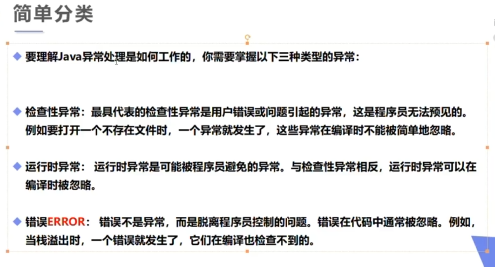 简单分类
要理解Java异常处理是如何工作的，你需要掌握以下三种类型的异常：
检查性异常：最具代表的检查性异常是用户错误或问题引起的异常，这是程序员无法预见的。
例如要打开一个不存在文件时，一个异常就发生了，这些异常在编译时不能被简单地忽略。
运行时异常： 运行时异常是可能被程序员避免的异常。与检查性异常相反，运行时异常可以在
编译时被忽略。
错误ERROR： 错误不是异常，而是脱离程序员控制的问题。错误在代码中通常被忽略。例如，
当栈溢出时，一个错误就发生了，它们在编译也检查不到的。